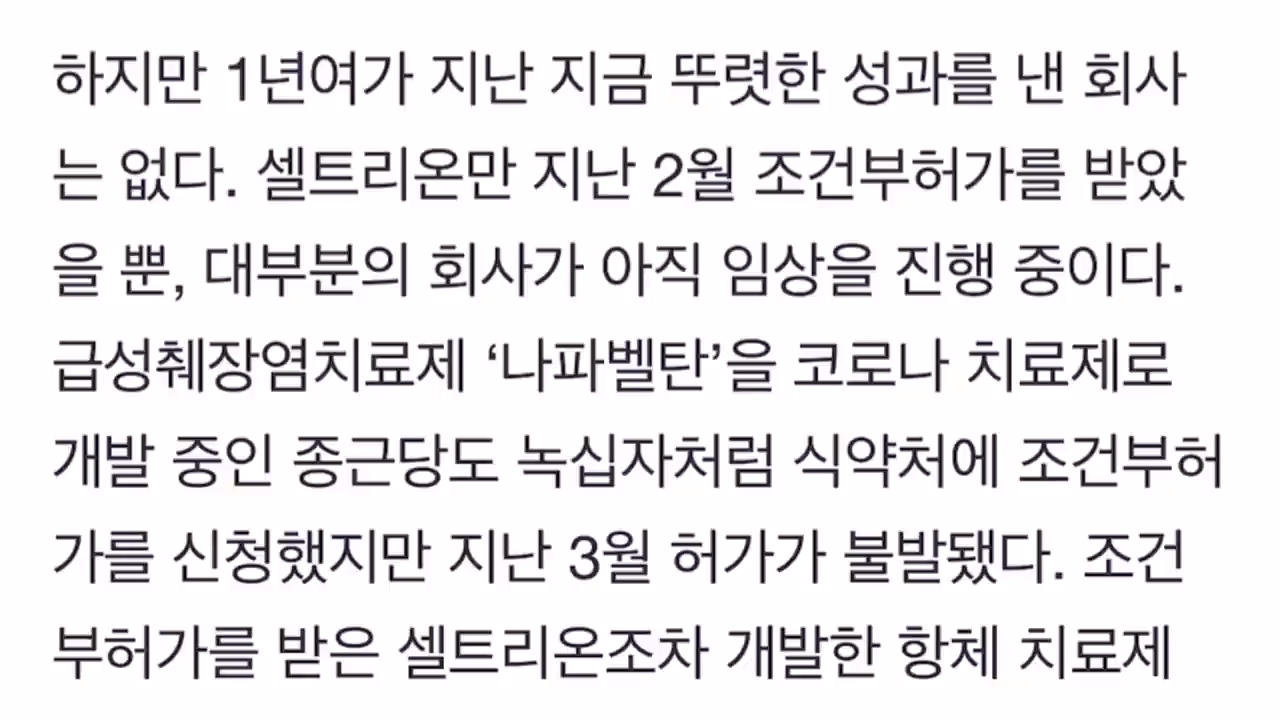 하지만 1년여가 지난 지금 뚜렷한 성과를 낸 회사
는 없다. 셀트리온만 지난 2월 조건부허가를 받았
을 뿐, 대부분의 회사가 아직 임상을 진행 중이다.
급성췌장염치료제 ‘나파벨탄’을 코로나 치료제로
개발 중인 종근당도 녹십자처럼 식약처에 조건부허
가를 신청했지만 지난 3월 허가가 불발됐다. 조건
부허가를 받은 셀트리온조차 개발한 항체 치료제